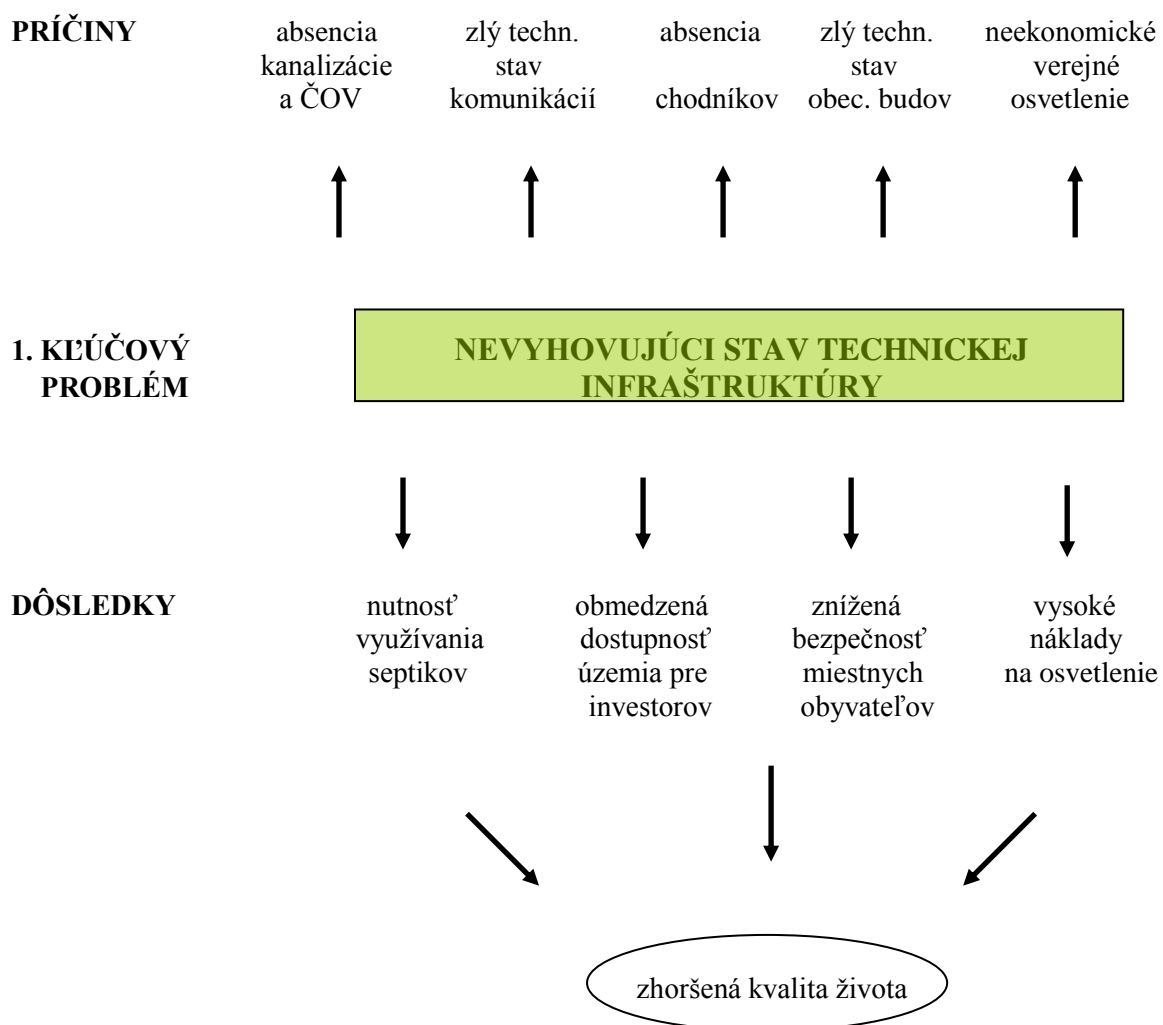 PRÍČINY absencia zlý techn. absencia zlý techn. neekonomické
kanalizácie stav stav verejné
a ČOV komunikácií chodníkov obec. budov osvetlenie
1. KĽÚČOVÝ NEVYHOVUJÚCI STAV TECHNICKEJ
PROBLÉM INFRAŠTRUKTÚRY
DÔSLEDKY nutnosť obmedzená znížená vysoké
využívania dostupnosť bezpečnosť náklady
septikov územia pre miestnych na osvetlenie
investorov obyvateľov
zhoršená kvalita života